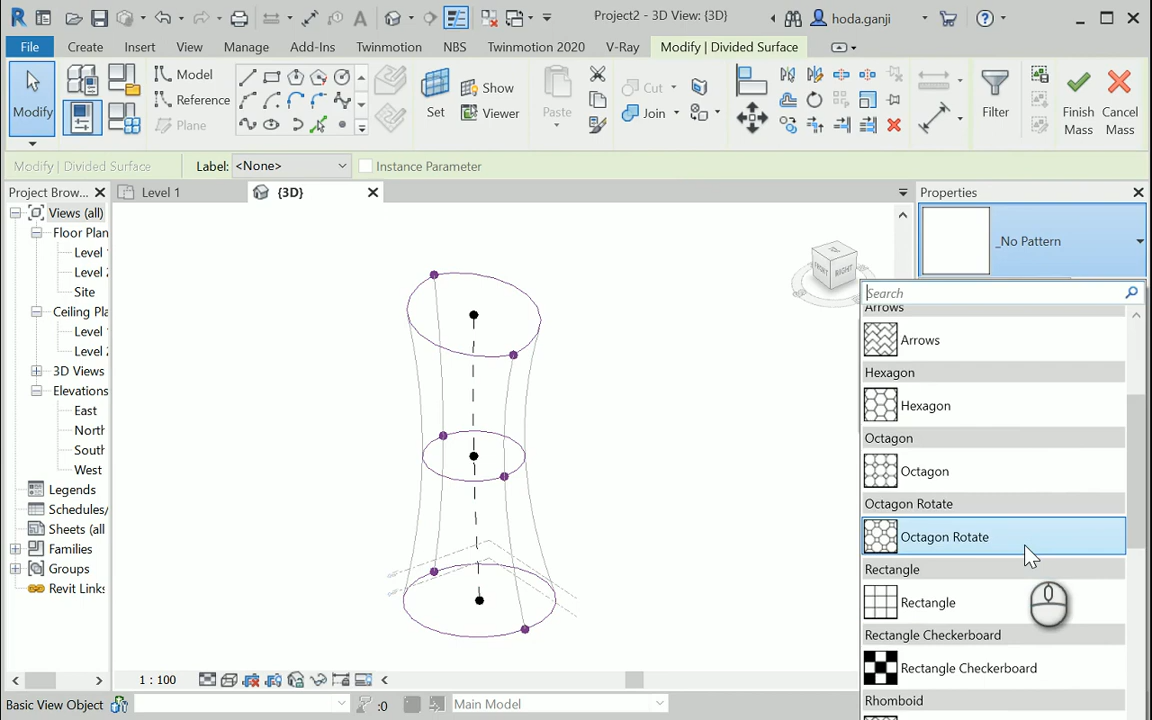 Project2 - 3D View: {3D}
hoda.ganji
File
Create
Insert
View
Manage
Add-Ins
Twinmotion
NBS
Twinmotion 2020
V-Ray
Modify | Divided Surface
Modify
Model
Reference
Plane
Set
Show
Viewer
Paste
Cut
Join
Filter
Finish
Mass
Cancel
Mass
Modify | Divided Surface
Label:
<None>
Instance Parameter
Project Brow...
Level 1
{3D}
Properties
Views (all)
Floor Plan
Level
Level
Site
Ceiling Pla
Level
Level
3D Views
Elevations
East
North
South
West
Legends
Schedules/
Sheets (all
Families
Groups
Revit Links
TOP
FRONT
RIGHT
_No Pattern
Search
Arrows
Arrows
Hexagon
Hexagon
Octagon
Octagon
Octagon Rotate
Octagon Rotate
Rectangle
Rectangle
Rectangle Checkerboard
Rectangle Checkerboard
Rhomboid
1 : 100
Basic View Object
:0
Main Model